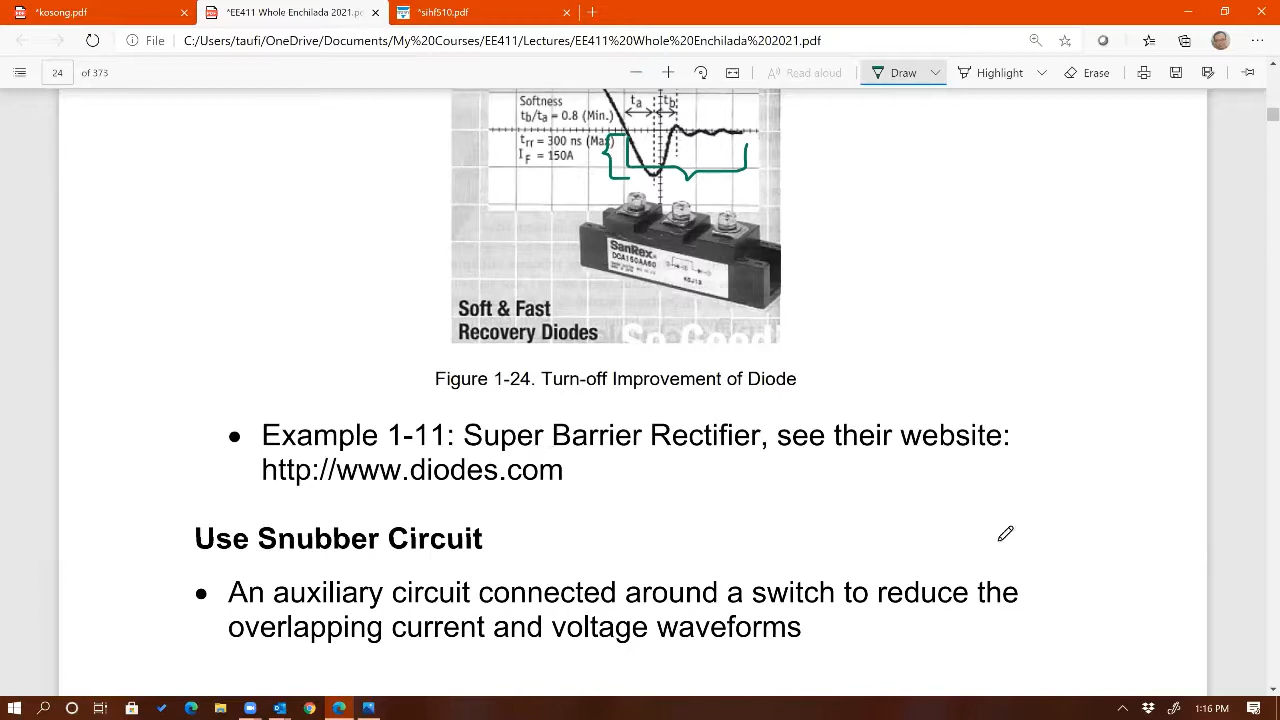 *kosong.pdf
*EE411 Whole Enchilada 2021.pdf
*sihf510.pdf
File
C:/Users/taufi/OneDrive/Documents/My%20Courses/EE411/Lectures/EE411%20Whole%20Enchilada%202021.pdf
24 of 373
Read aloud
Draw
Highlight
Erase
Softness
tb/ta = 0.8 (Min.)
ta
tb
trr = 300 ns (Max)
IF = 150A
SanRex
DCA150AA60
Soft & Fast
Recovery Diodes
So Good!
Figure 1-24. Turn-off Improvement of Diode
• Example 1-11: Super Barrier Rectifier, see their website:
http://www.diodes.com
Use Snubber Circuit
• An auxiliary circuit connected around a switch to reduce the
overlapping current and voltage waveforms
1:16 PM